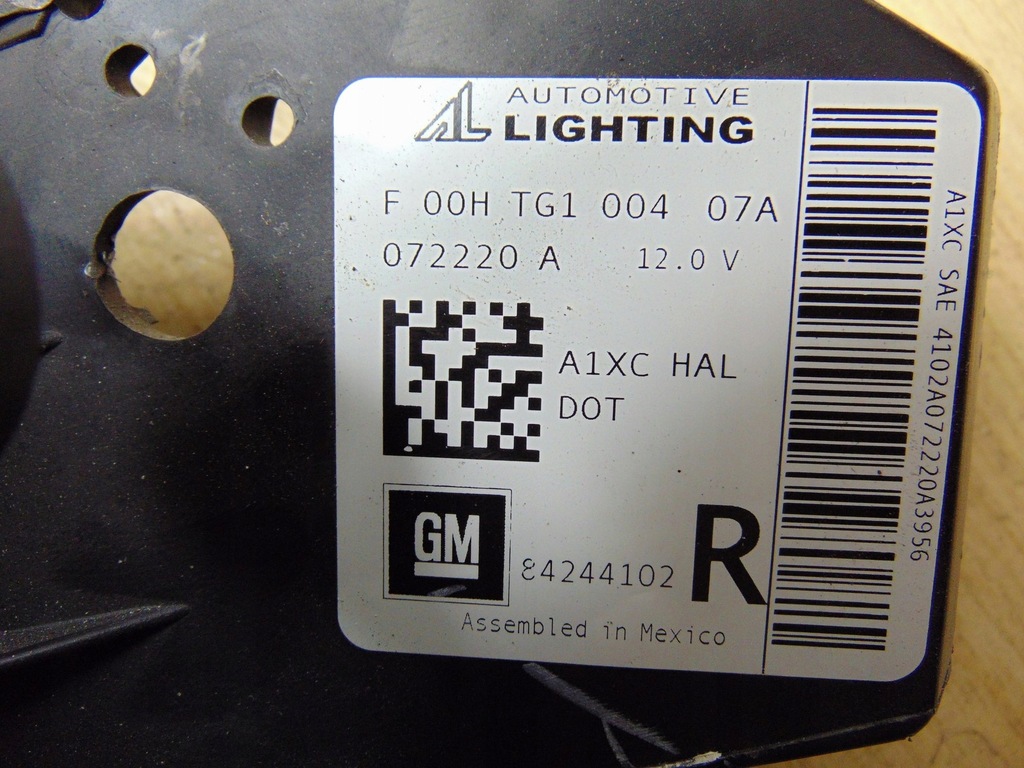 AL AUTOMOTIVE
LIGHTING
F 00H TG1 004 07A
072220 A 12.0 V
A1XC HAL
DOT
GM
84244102
R
Assembled in Mexico
A1XC SAE 4102A072220A3956